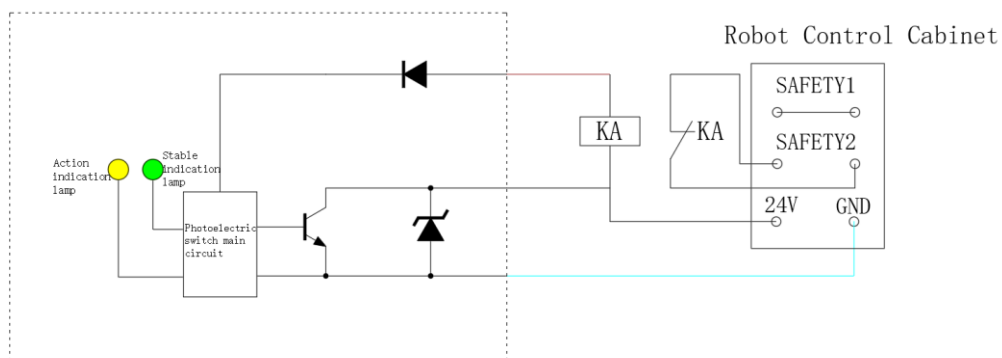 Robot Control Cabinet
SAFETY1
KA
KA
SAFETY2
Action
indication
lamp
Stable
indication
lamp
24V
GND
Photoelectric
switch main
circuit